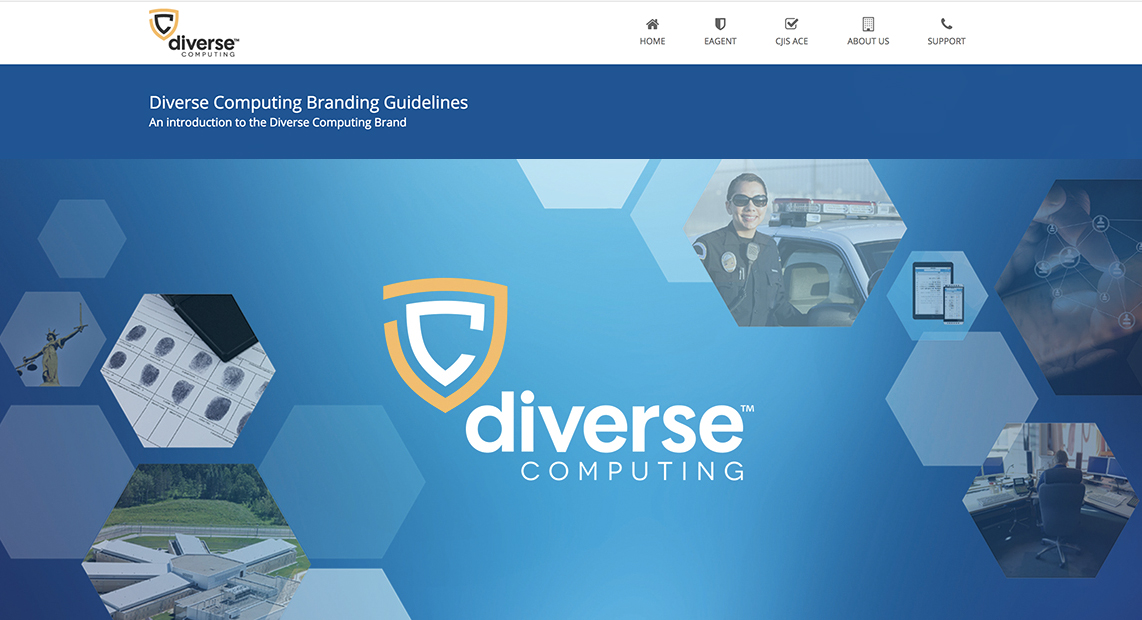 diverse™
COMPUTING
HOME
EAGENT
CJIS ACE
ABOUT US
SUPPORT
Diverse Computing Branding Guidelines
An introduction to the Diverse Computing Brand
diverse™
COMPUTING